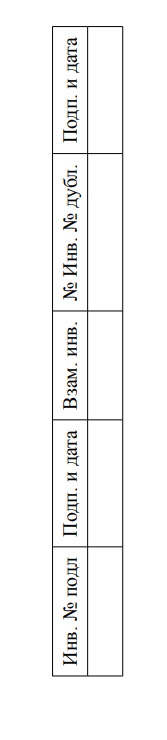 Подп. и дата
№ Инв. № дубл.
Взам. инв.
Подп. и дата
Инв. № подл